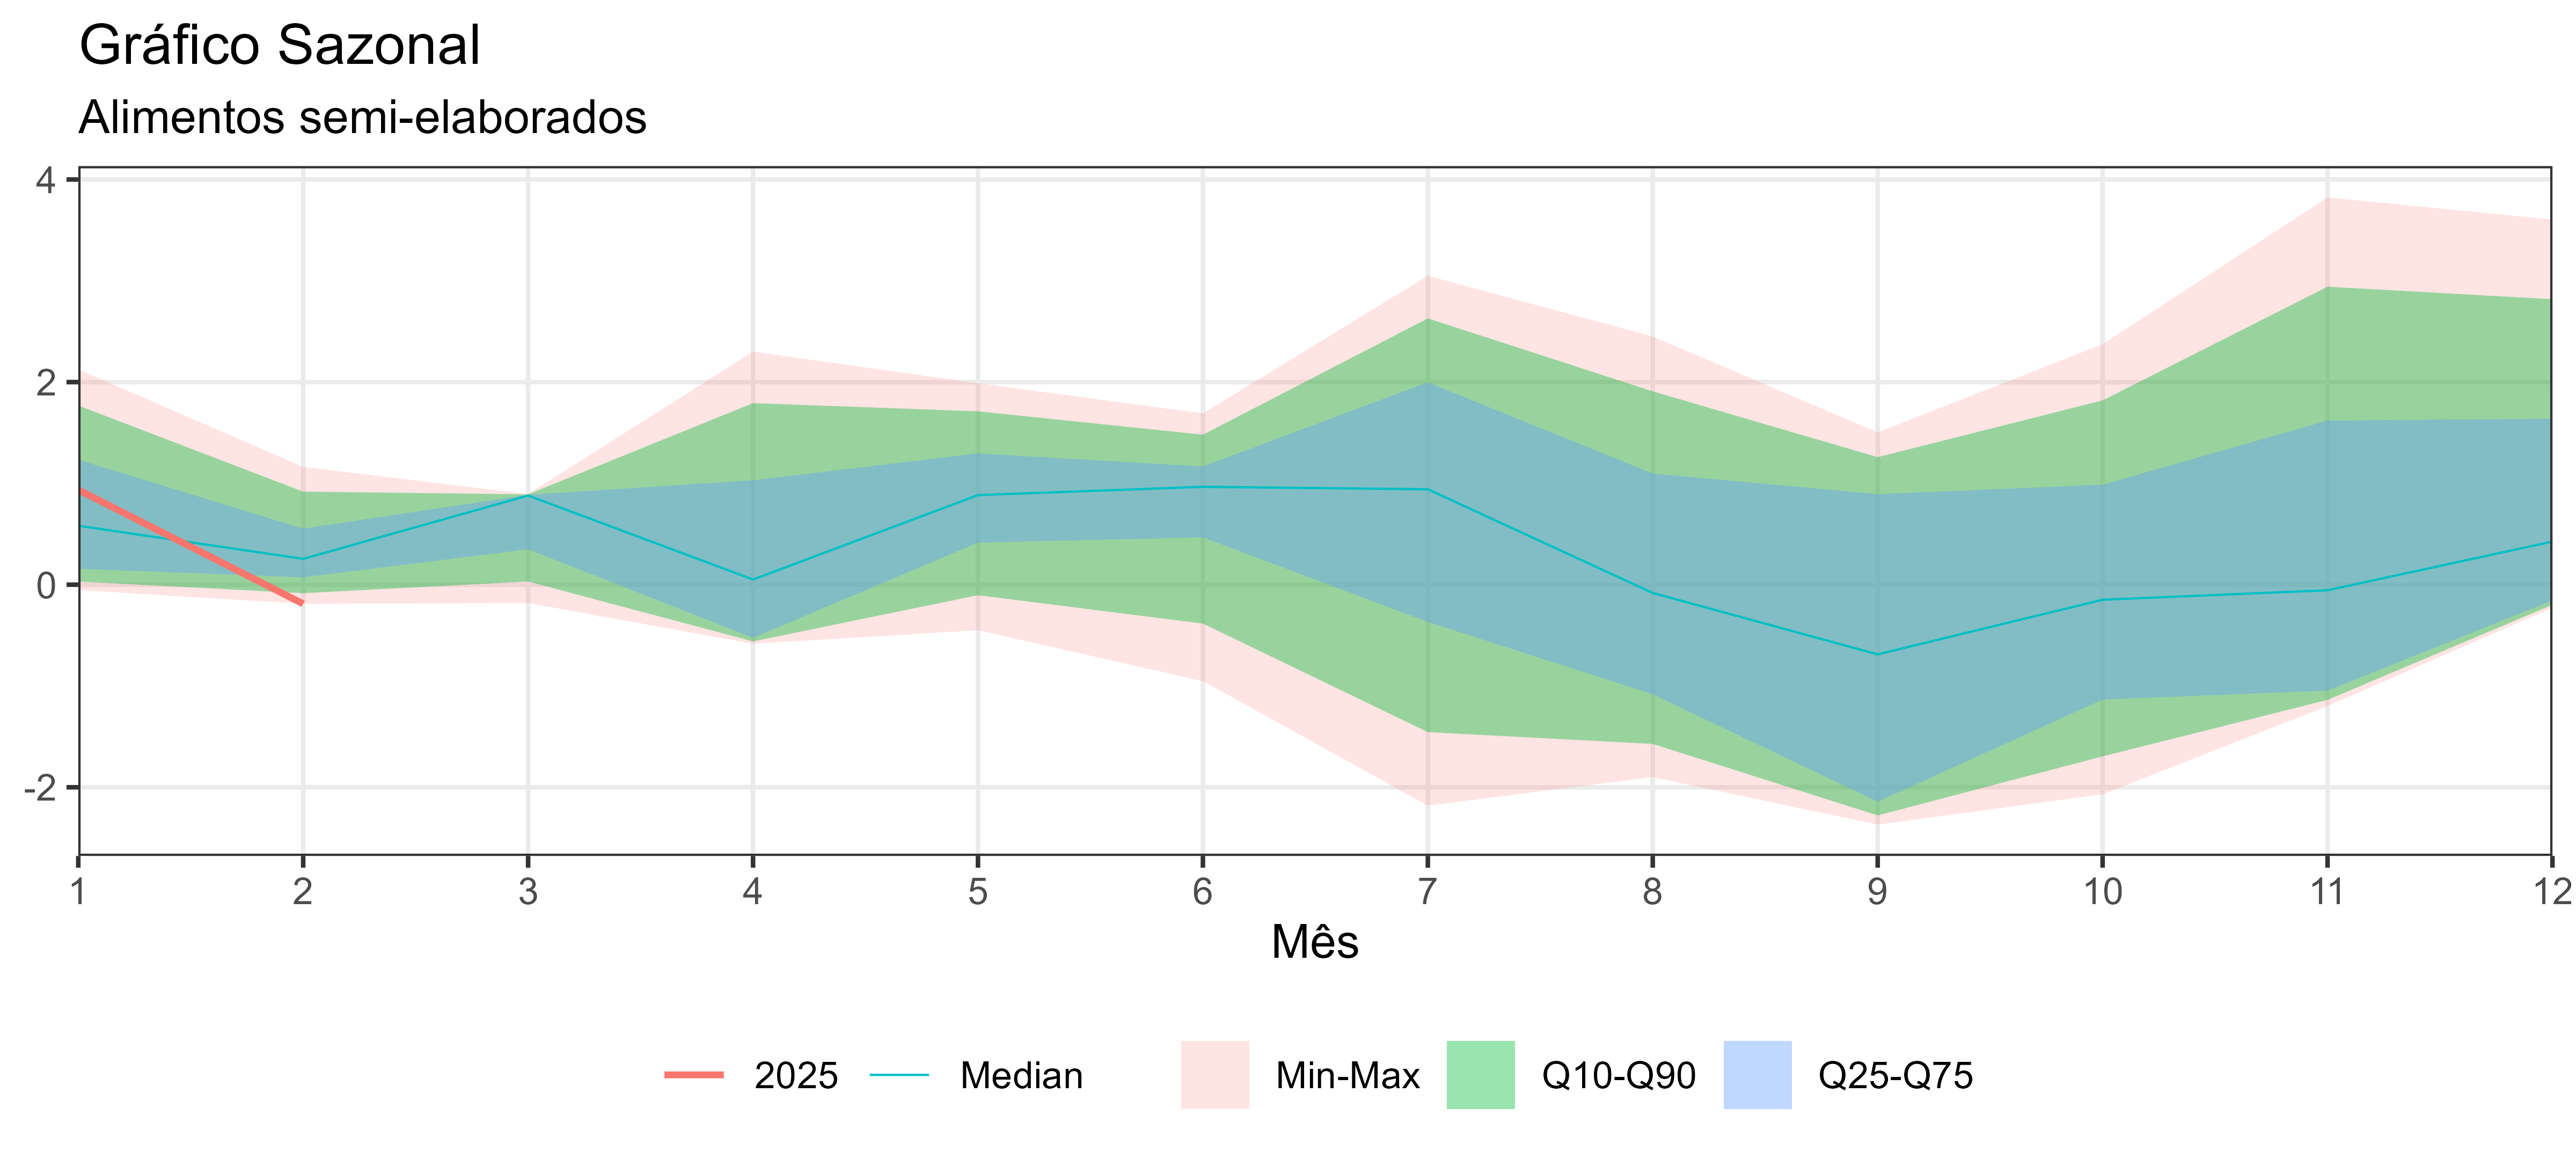 Gráfico Sazonal
Alimentos semi-elaborados
4
2
0
-2
1 2 3 4 5 6 7 8 9 10 11 12
Mês
2025 Median Min-Max Q10-Q90 Q25-Q75